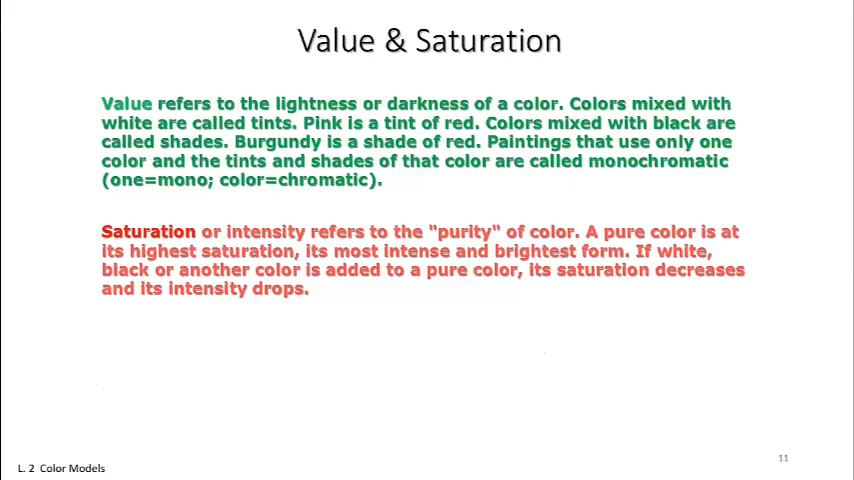 Value & Saturation
Value refers to the lightness or darkness of a color. Colors mixed with
white are called tints. Pink is a tint of red. Colors mixed with black are
called shades. Burgundy is a shade of red. Paintings that use only one
color and the tints and shades of that color are called monochromatic
(one=mono; color=chromatic).
Saturation or intensity refers to the "purity" of color. A pure color is at
its highest saturation, its most intense and brightest form. If white,
black or another color is added to a pure color, its saturation decreases
and its intensity drops.
11
L. 2 Color Models